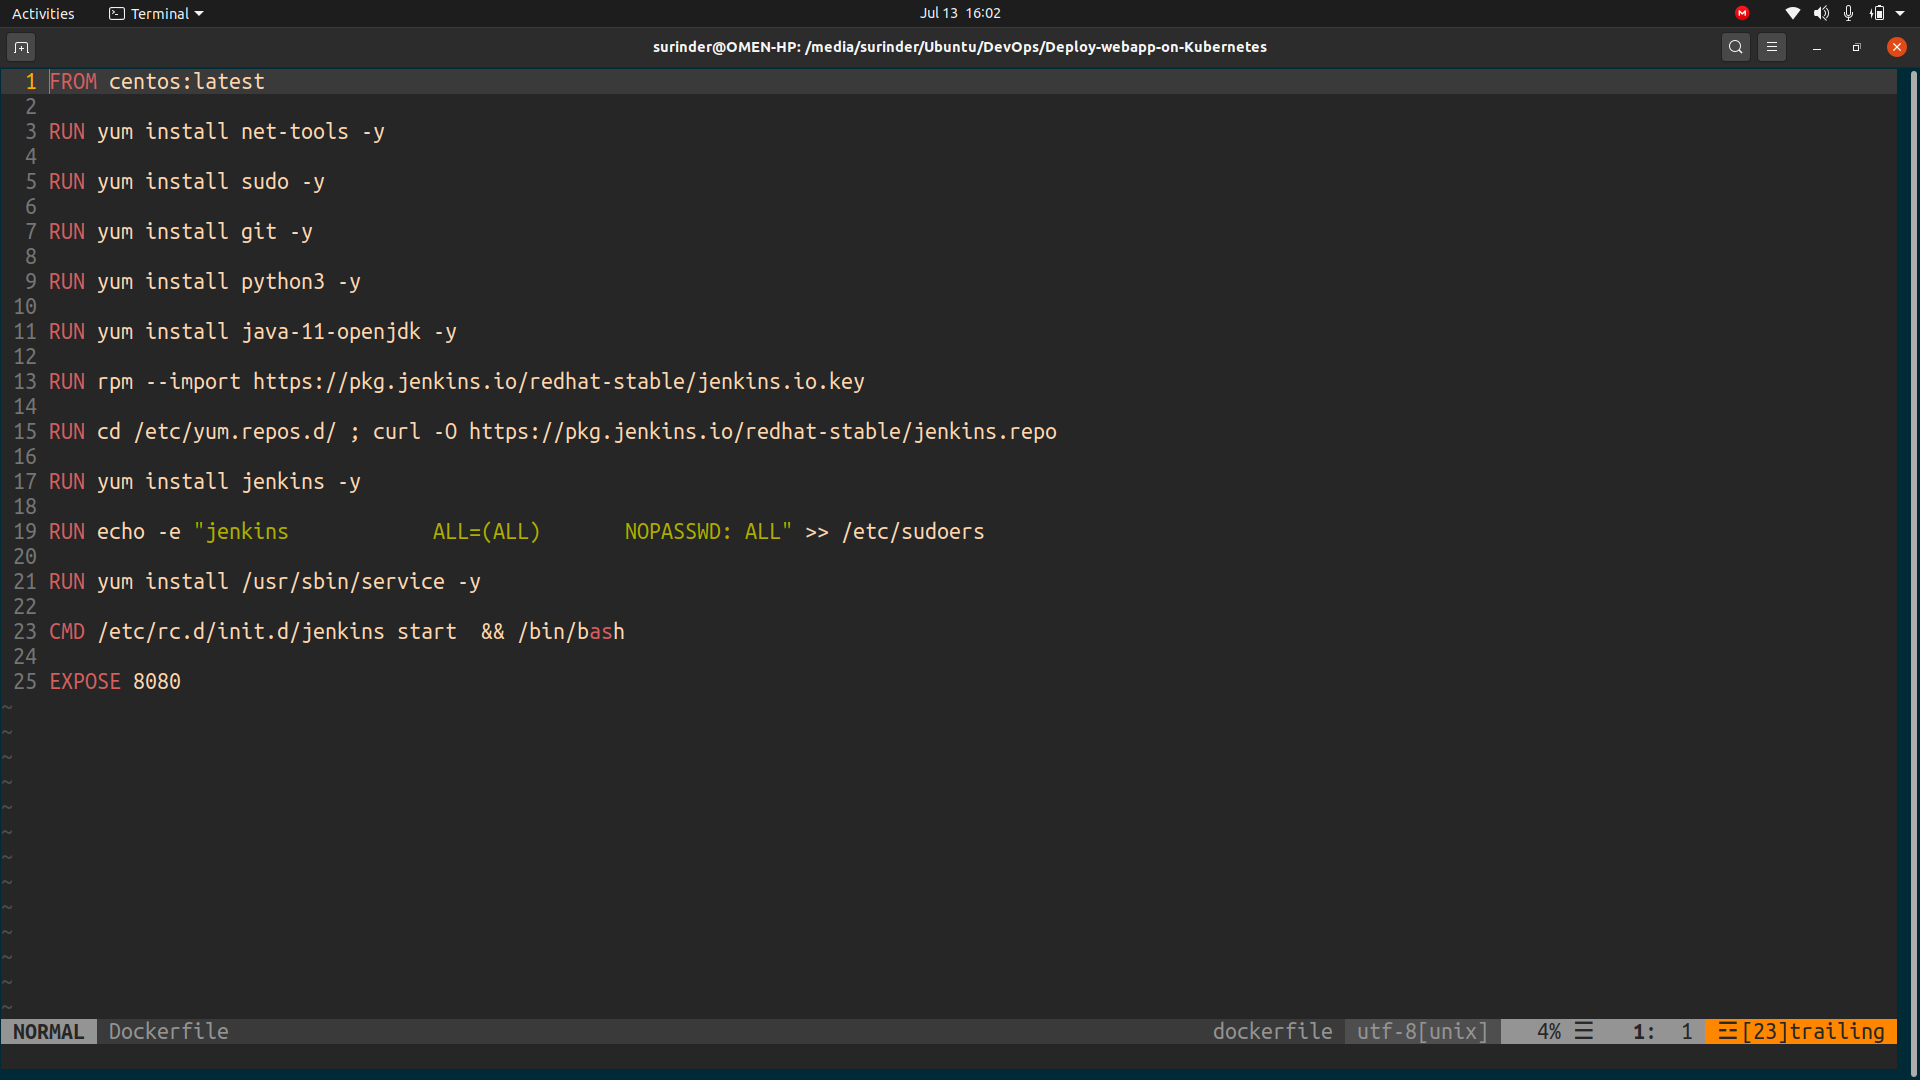 Activities Terminal Jul 13 16:02
surinder@OMEN-HP: /media/surinder/Ubuntu/DevOps/Deploy-webapp-on-Kubernetes
1 FROM centos:latest
2
3 RUN yum install net-tools -y
4
5 RUN yum install sudo -y
6
7 RUN yum install git -y
8
9 RUN yum install python3 -y
10
11 RUN yum install java-11-openjdk -y
12
13 RUN rpm --import https://pkg.jenkins.io/redhat-stable/jenkins.io.key
14
15 RUN cd /etc/yum.repos.d/ ; curl -O https://pkg.jenkins.io/redhat-stable/jenkins.repo
16
17 RUN yum install jenkins -y
18
19 RUN echo -e "jenkins            ALL=(ALL)       NOPASSWD: ALL" >> /etc/sudoers
20
21 RUN yum install /usr/sbin/service -y
22
23 CMD /etc/rc.d/init.d/jenkins start  && /bin/bash
24
25 EXPOSE 8080
~
~
~
~
~
~
~
~
~
~
~
~
~
NORMAL Dockerfile dockerfile utf-8[unix] 4% ☰ 1: 1 ☲[23]trailing